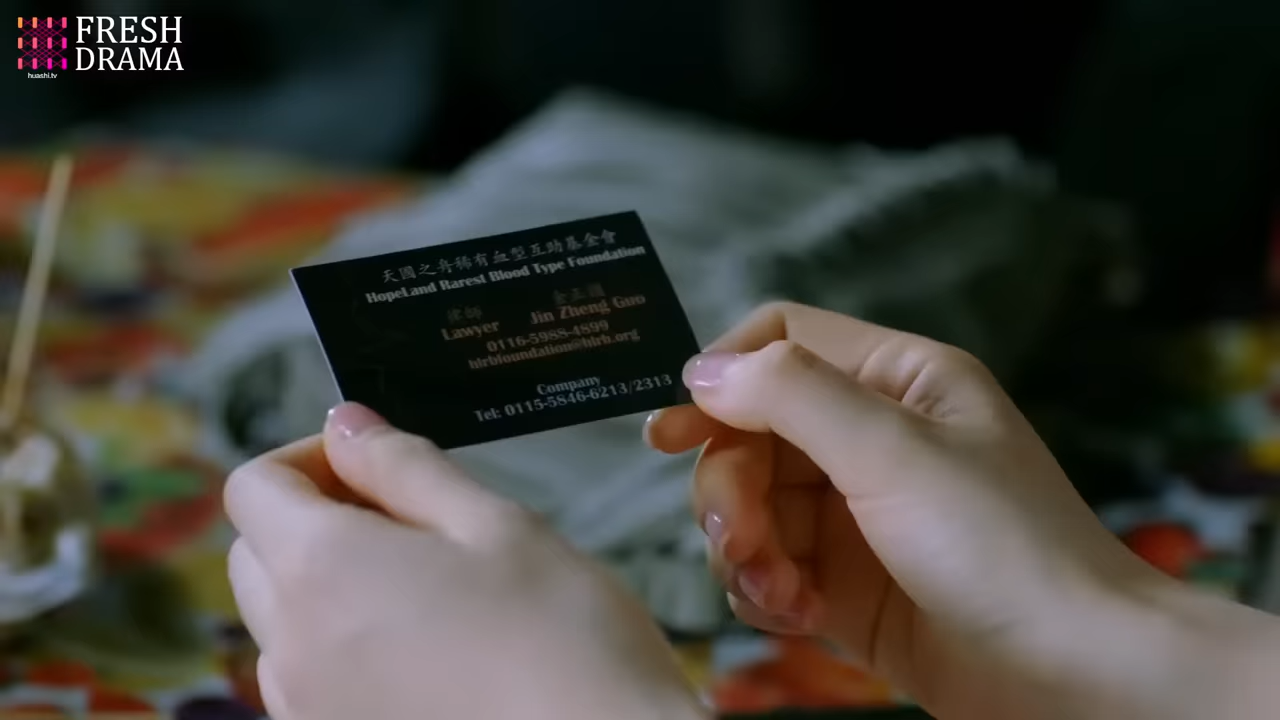 FRESH
DRAMA
huashi.tv
天國之舟稀有血型互助基金會
HopeLand Rarest Blood Type Foundation
律師 金正國
Lawyer Jin Zheng Guo
0116-5988-4899
hlrbfoundation@hlrb.org
Company
Tel: 0115-5846-6213/2313